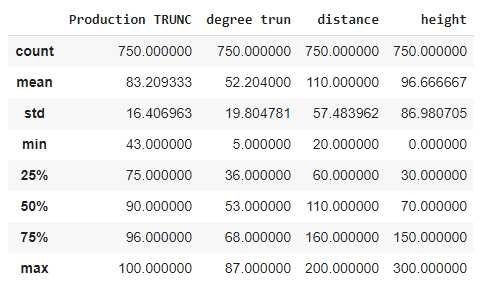 Production TRUNC degree trun distance height
count 750.000000 750.000000 750.000000 750.000000
mean 83.209333 52.204000 110.000000 96.666667
std 16.406963 19.804781 57.483962 86.980705
min 43.000000 5.000000 20.000000 0.000000
25% 75.000000 36.000000 60.000000 30.000000
50% 90.000000 53.000000 110.000000 70.000000
75% 96.000000 68.000000 160.000000 150.000000
max 100.000000 87.000000 200.000000 300.000000